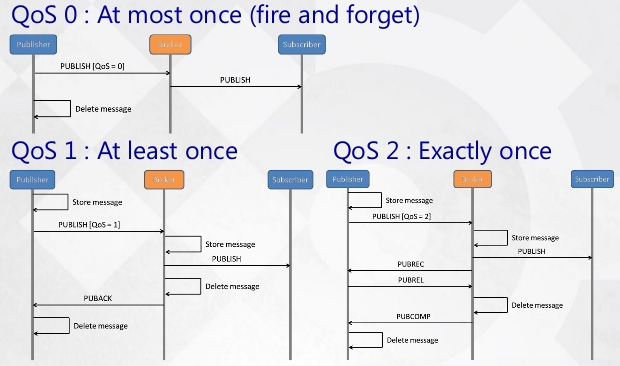 QoS 0 : At most once (fire and forget)
Publisher
Broker
Subscriber
PUBLISH [QoS = 0]
PUBLISH
Delete message
QoS 1 : At least once
Publisher
Broker
Subscriber
Store message
PUBLISH [QoS = 1]
Store message
PUBLISH
Delete message
PUBACK
Delete message
QoS 2 : Exactly once
Publisher
Broker
Subscriber
Store message
PUBLISH [QoS = 2]
Store message
PUBLISH
PUBREC
PUBREL
Delete message
PUBCOMP
Delete message